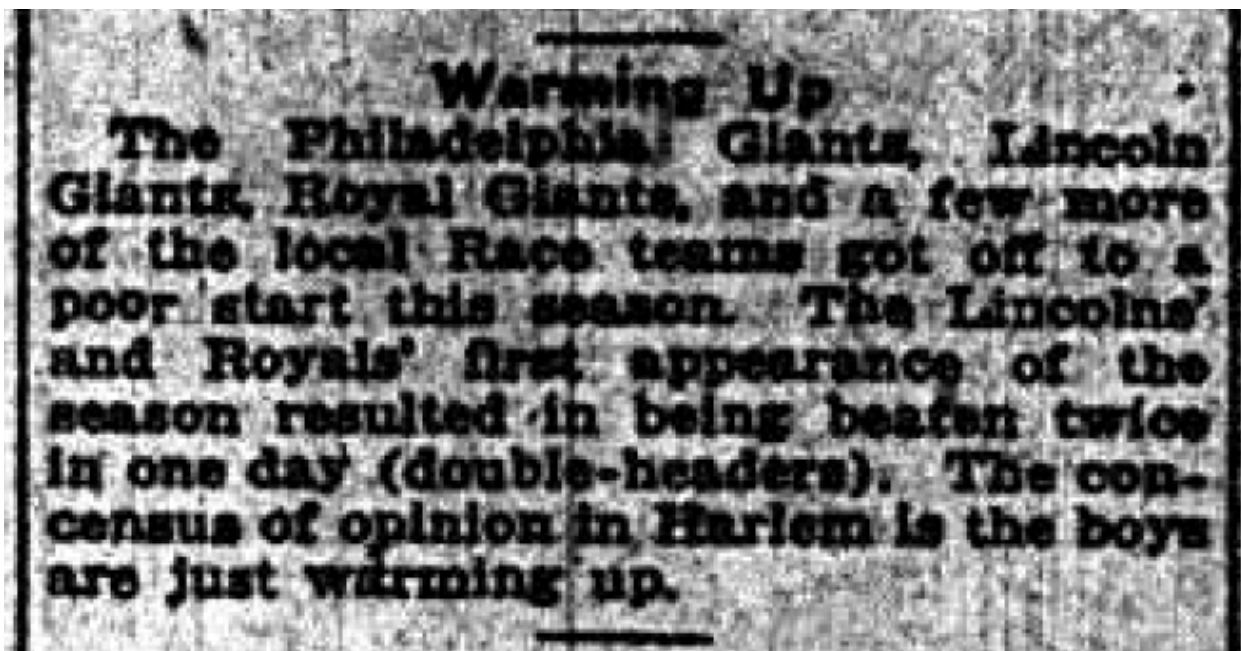 Warming Up
The Philadelphia Giants, Lincoln
Giants, Royal Giants, and a few more
of the local Race teams got off to a
poor start this season. The Lincolns'
and Royals' first appearance of the
season resulted in being beaten twice
in one day (double-headers). The con-
census of opinion in Harlem is the boys
are just warming up.